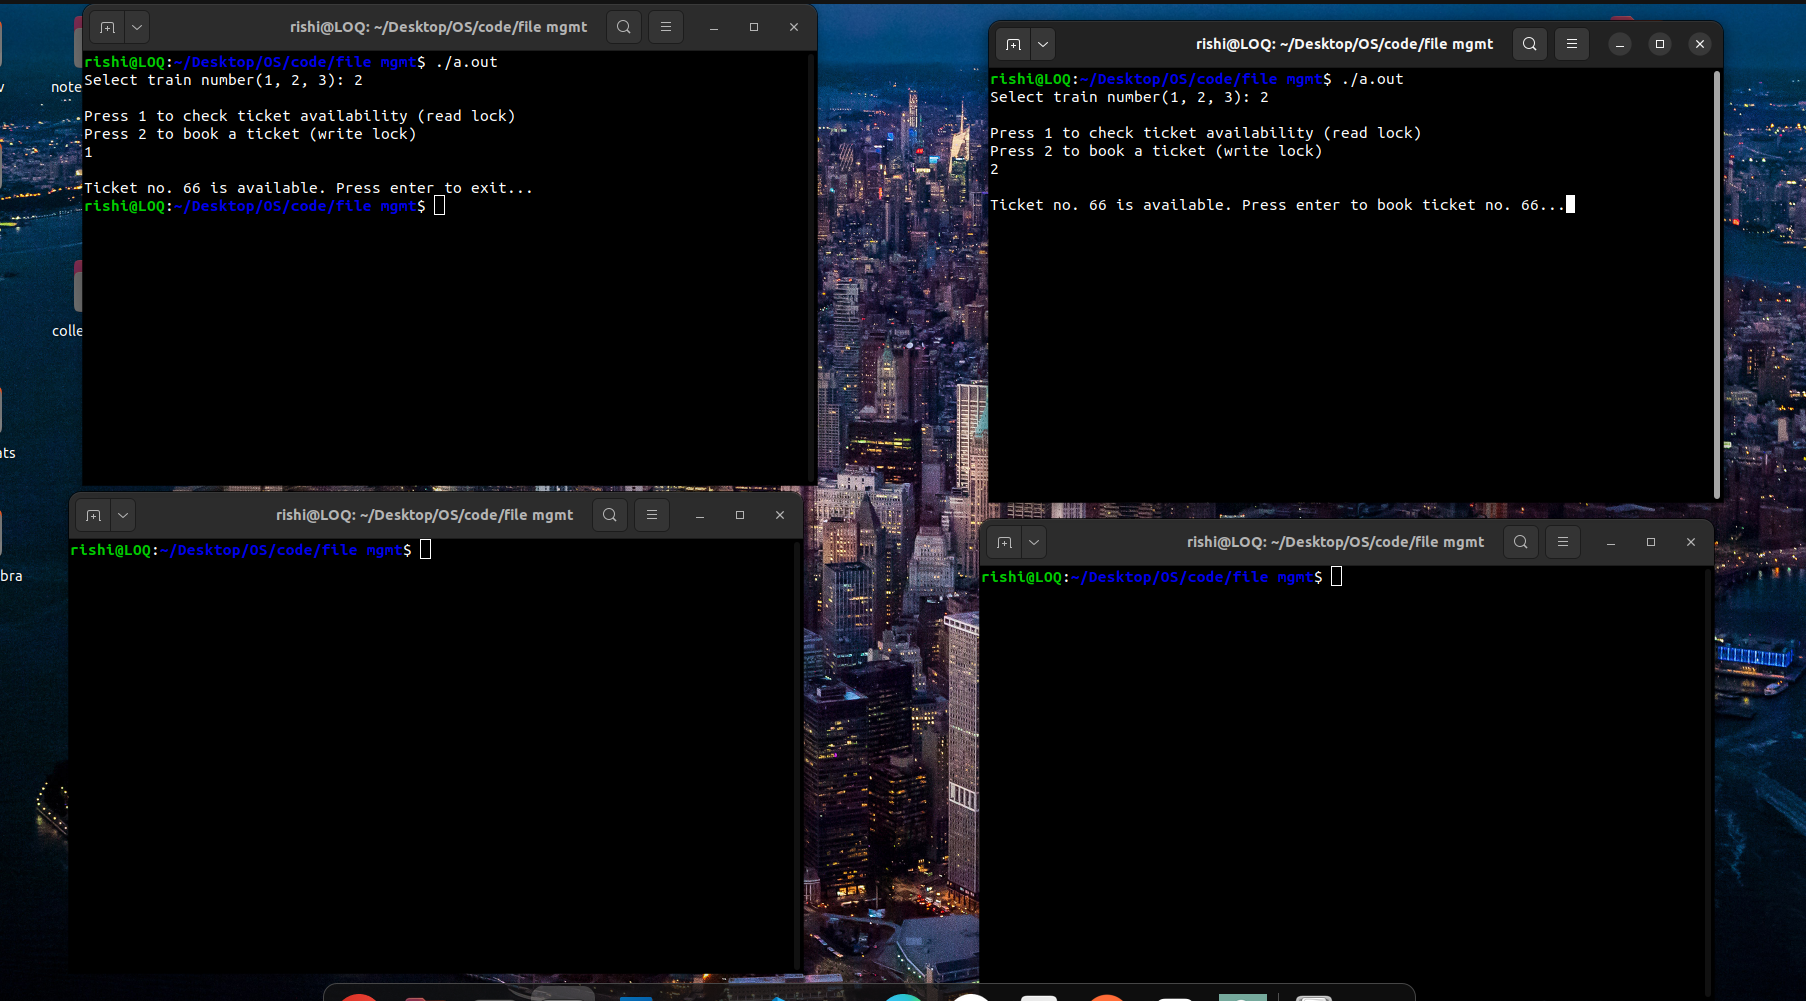 rishi@LOQ: ~/Desktop/OS/code/file mgmt
rishi@LOQ:~/Desktop/OS/code/file mgmt$ ./a.out
Select train number(1, 2, 3): 2
Press 1 to check ticket availability (read lock)
Press 2 to book a ticket (write lock)
1
Ticket no. 66 is available. Press enter to exit...
rishi@LOQ:~/Desktop/OS/code/file mgmt$
rishi@LOQ: ~/Desktop/OS/code/file mgmt
rishi@LOQ:~/Desktop/OS/code/file mgmt$ ./a.out
Select train number(1, 2, 3): 2
Press 1 to check ticket availability (read lock)
Press 2 to book a ticket (write lock)
2
Ticket no. 66 is available. Press enter to book ticket no. 66...
rishi@LOQ: ~/Desktop/OS/code/file mgmt
rishi@LOQ:~/Desktop/OS/code/file mgmt$
rishi@LOQ: ~/Desktop/OS/code/file mgmt
rishi@LOQ:~/Desktop/OS/code/file mgmt$
note
colle
ats
bra